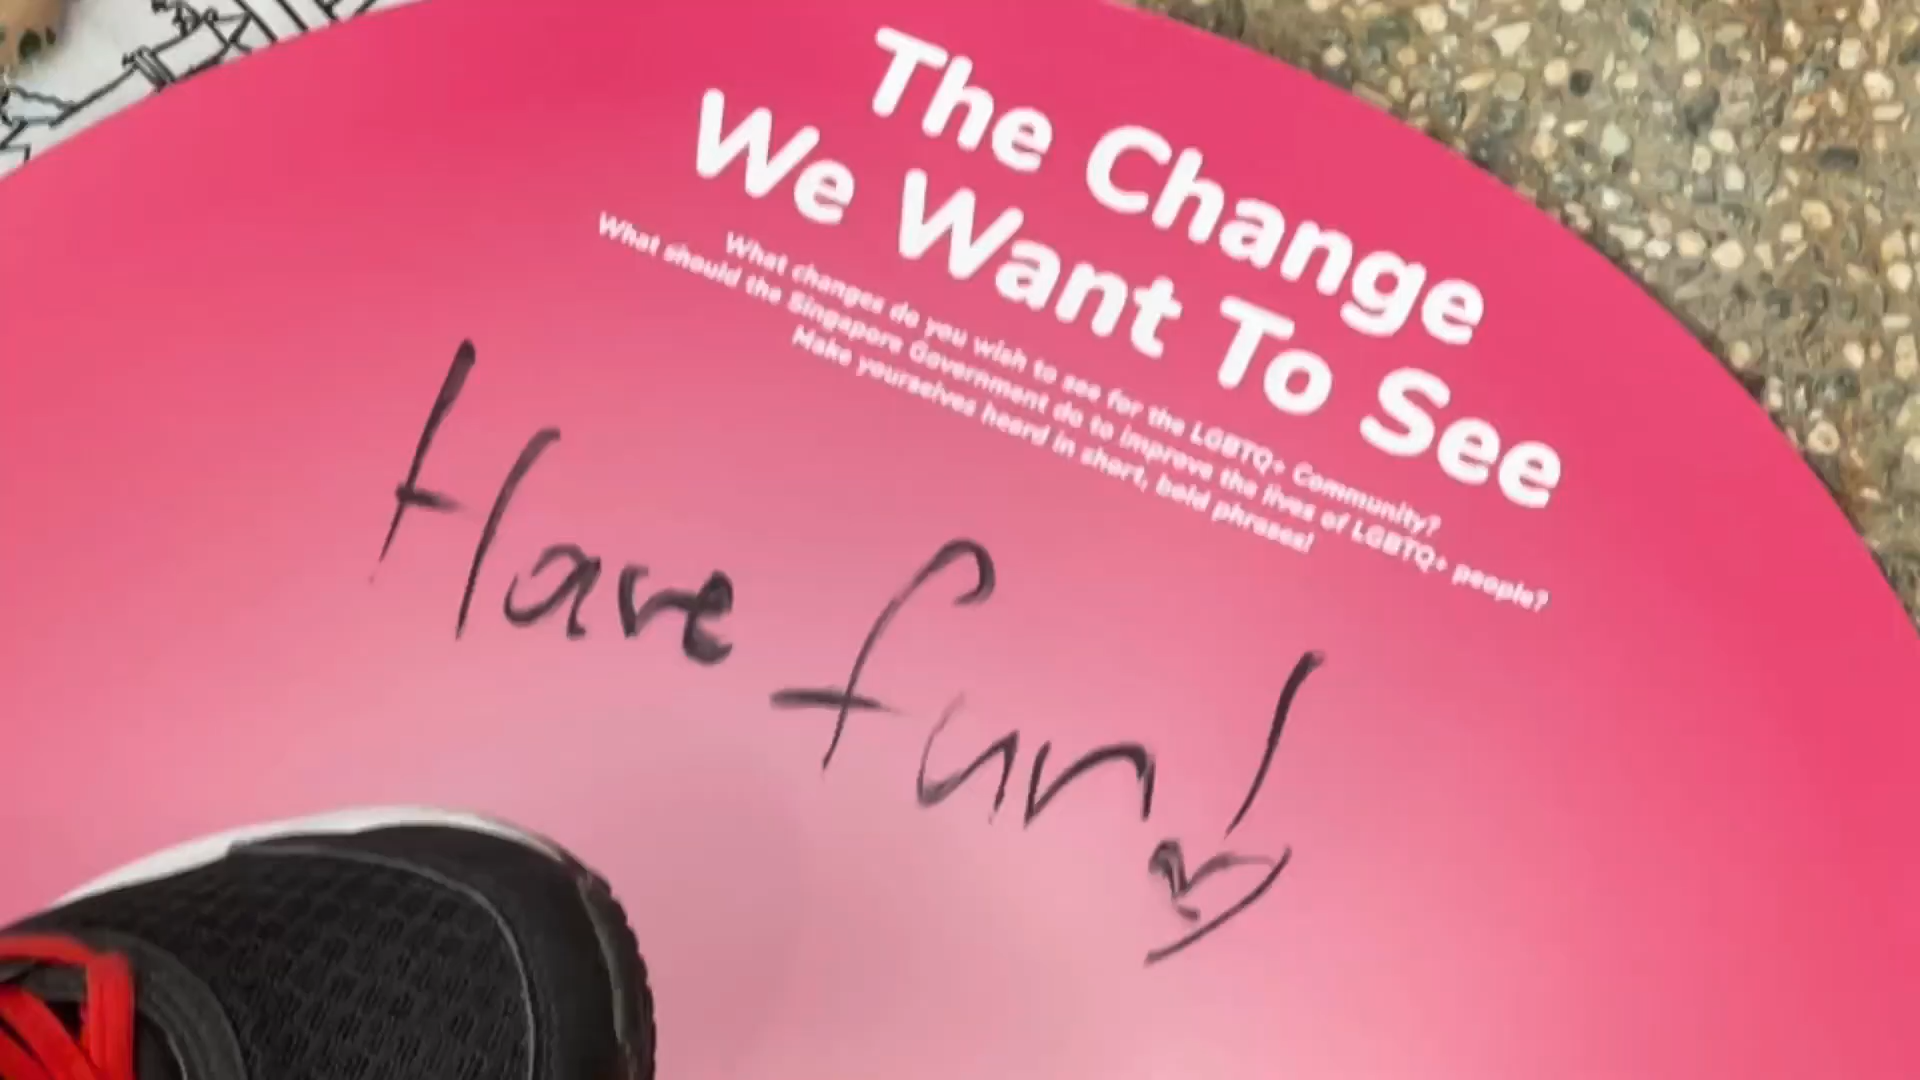 The Change
We Want To See
What changes do you wish to see for the LGBTQ+ Community?
What should the Singapore Government do to improve the lives of LGBTQ+ people?
Make yourselves heard in short, bold phrases!
Have fun!